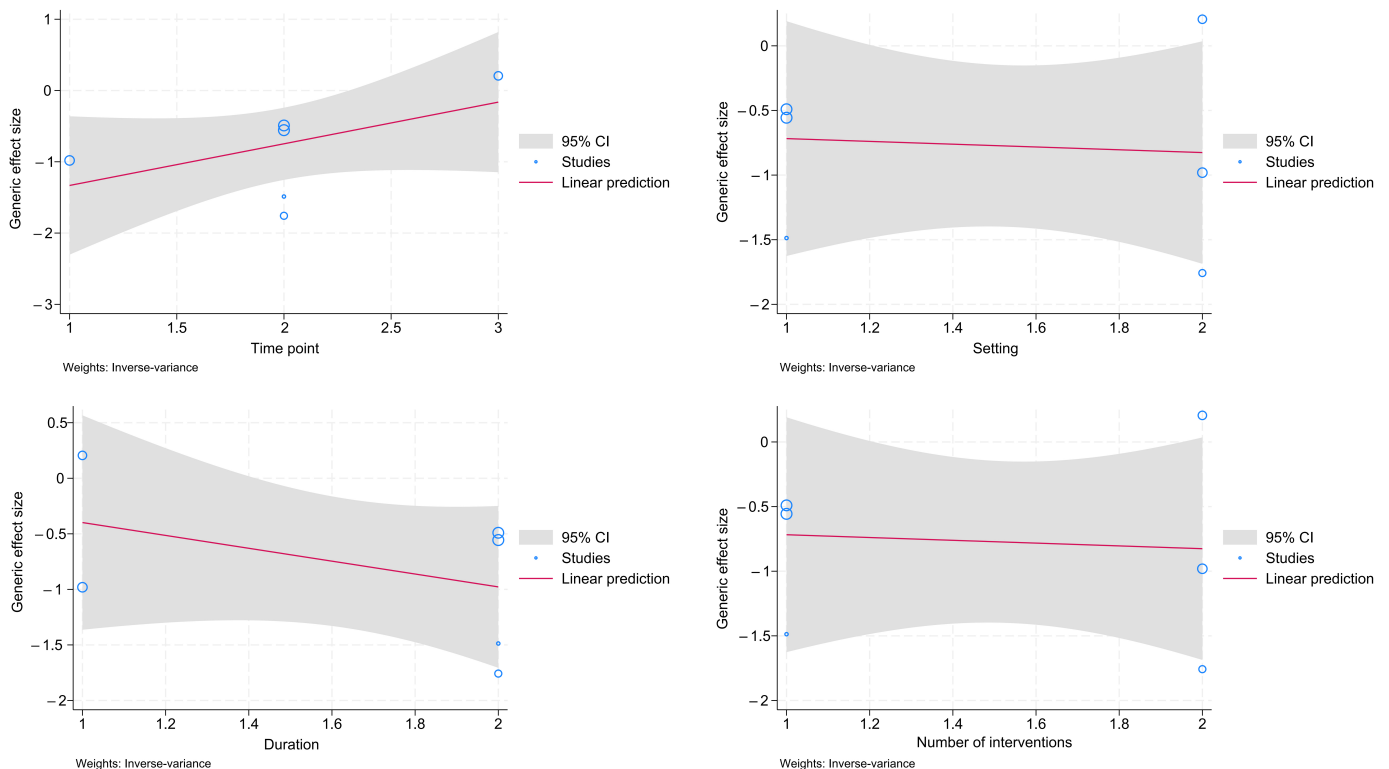 Generic effect size
1
0
−1
−2
−3
1
1.5
2
2.5
3
Time point
Weights: Inverse-variance
95% CI
Studies
Linear prediction
Generic effect size
0
−0.5
−1
−1.5
−2
1
1.2
1.4
1.6
1.8
2
Setting
Weights: Inverse-variance
95% CI
Studies
Linear prediction
Generic effect size
0.5
0
−0.5
−1
−1.5
−2
1
1.2
1.4
1.6
1.8
2
Duration
Weights: Inverse-variance
95% CI
Studies
Linear prediction
Generic effect size
0
−0.5
−1
−1.5
−2
1
1.2
1.4
1.6
1.8
2
Number of interventions
Weights: Inverse-variance
95% CI
Studies
Linear prediction